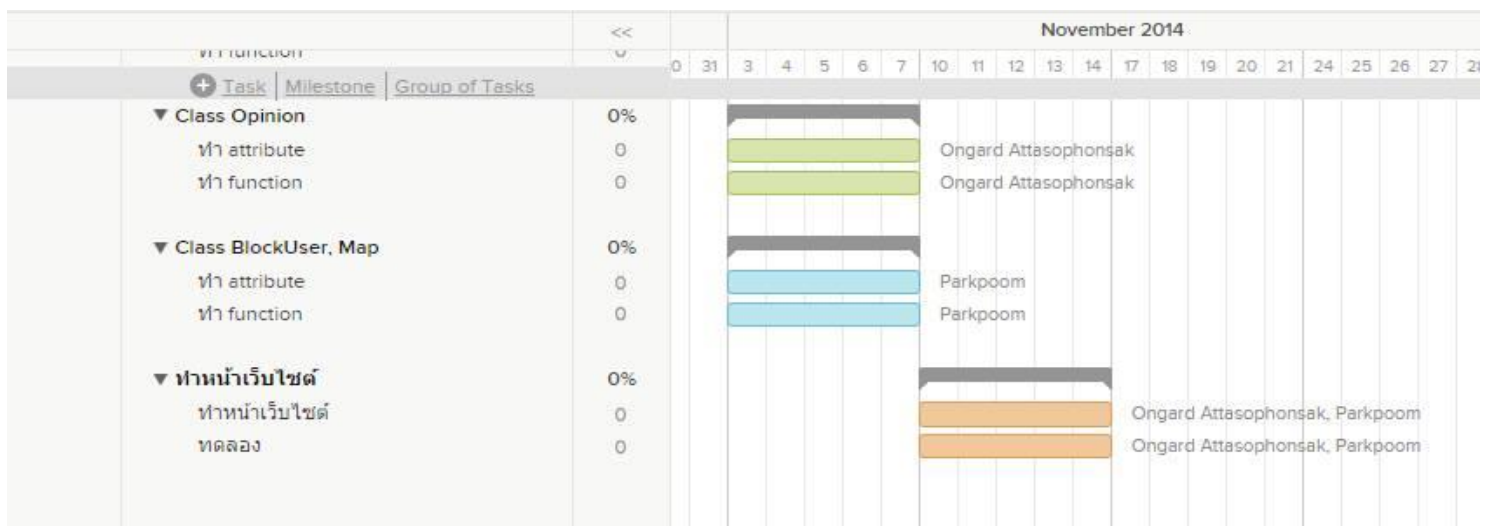 << November 2014
ทำ function 0
0 31 3 4 5 6 7 10 11 12 13 14 17 18 19 20 21 24 25 26 27
Task Milestone Group of Tasks
Class Opinion 0%
ทำ attribute 0 Ongard Attasophonsak
ทำ function 0 Ongard Attasophonsak
Class BlockUser, Map 0%
ทำ attribute 0 Parkpoom
ทำ function 0 Parkpoom
ทำหน้าเว็บไซต์ 0%
ทำหน้าเว็บไซต์ 0 Ongard Attasophonsak, Parkpoom
ทดลอง 0 Ongard Attasophonsak, Parkpoom